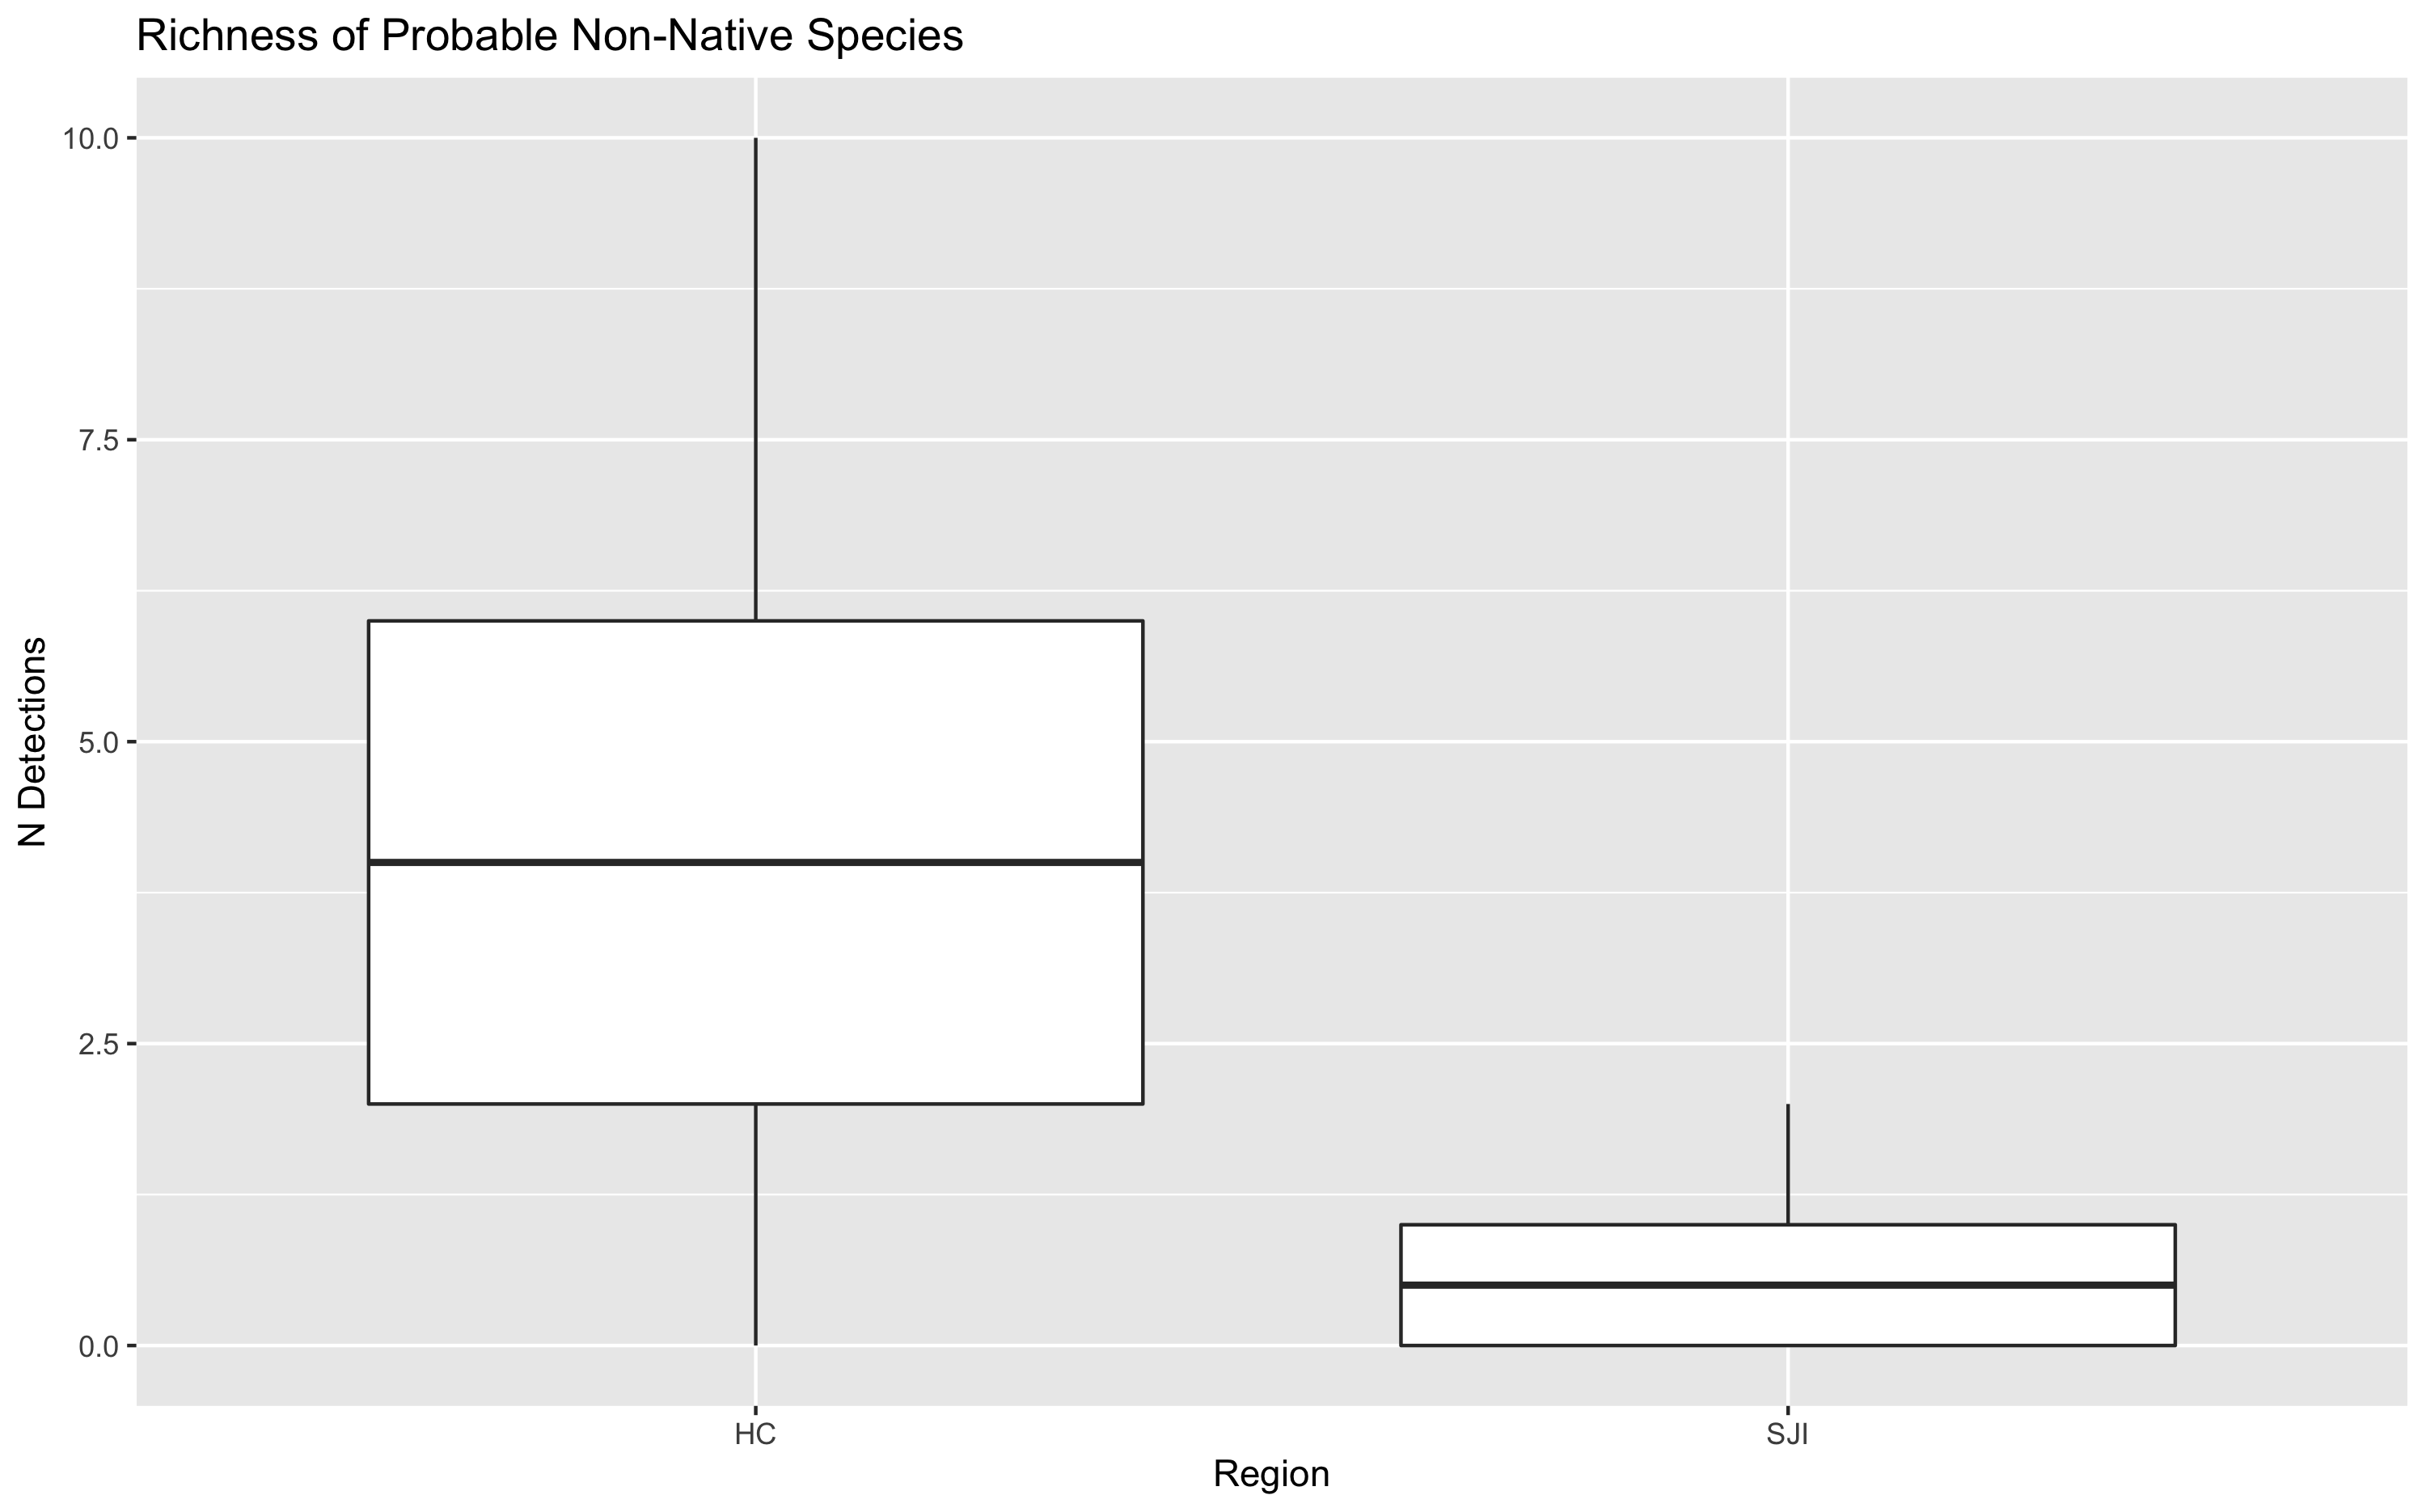 Richness of Probable Non-Native Species
N Detections
10.0
7.5
5.0
2.5
0.0
HC
SJI
Region